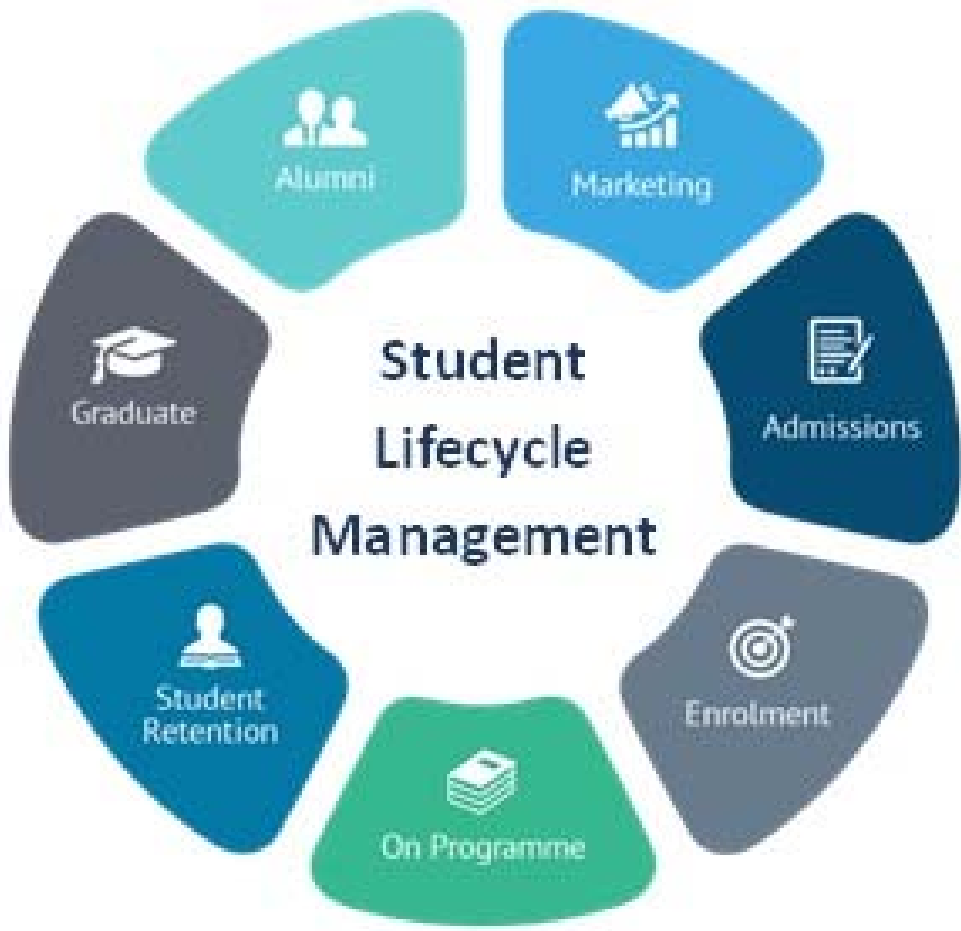 Student
Lifecycle
Management
Marketing
Admissions
Enrolment
On Programme
Student
Retention
Graduate
Alumni